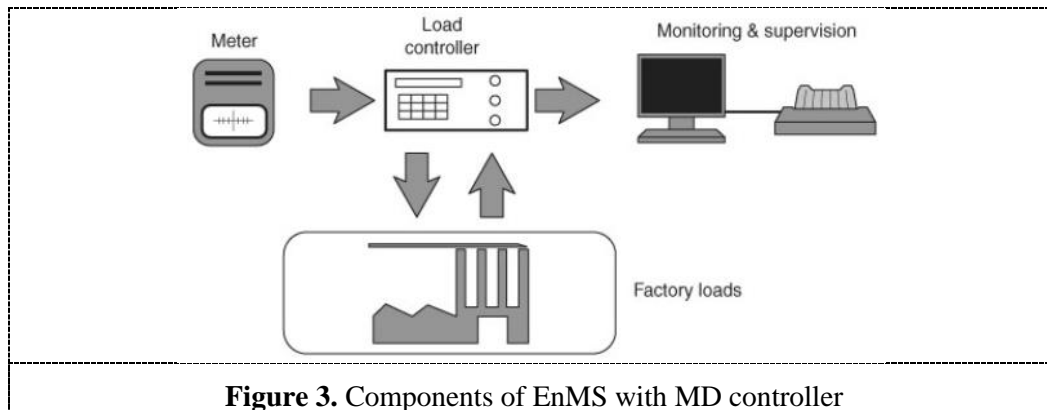 Meter
Load
controller
Monitoring & supervision
Factory loads
Figure 3. Components of EnMS with MD controller